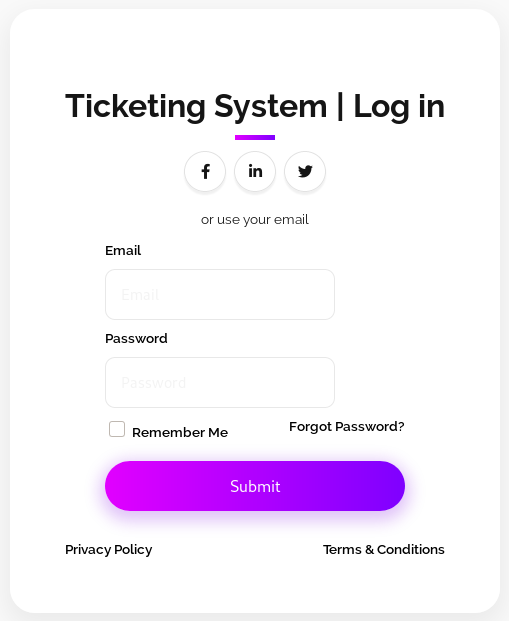 Ticketing System | Log in
or use your email
Email
Email
Password
Password
Remember Me
Forgot Password?
Submit
Privacy Policy
Terms & Conditions